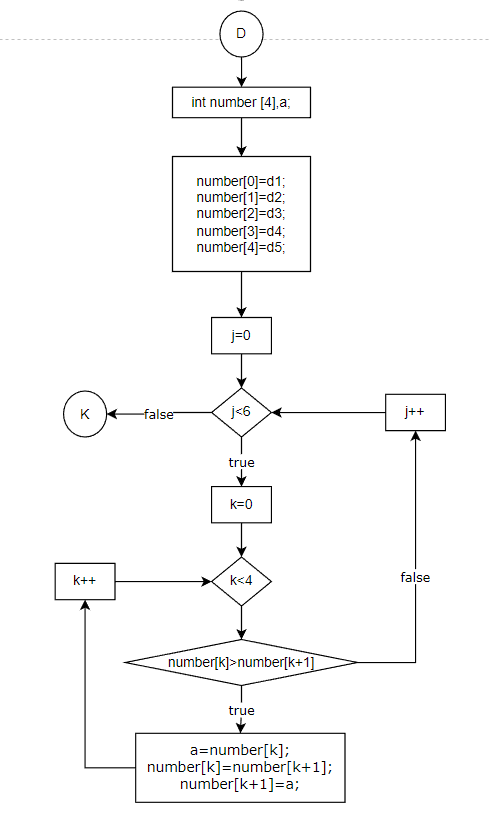 D
int number [4],a;
number[0]=d1;
number[1]=d2;
number[2]=d3;
number[3]=d4;
number[4]=d5;
j=0
K
false
j<6
j++
true
k=0
k++
k<4
false
number[k]>number[k+1]
true
a=number[k];
number[k]=number[k+1];
number[k+1]=a;